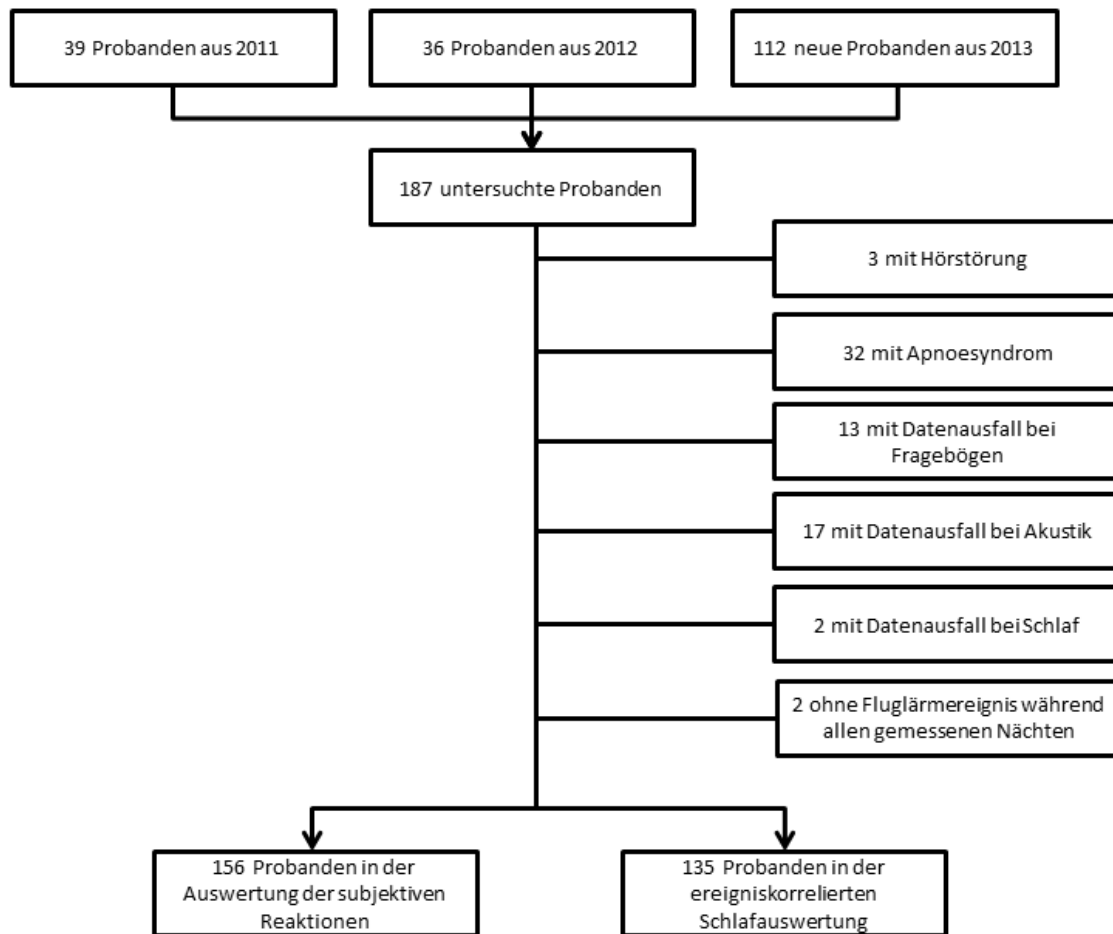 39 Probanden aus 2011
36 Probanden aus 2012
112 neue Probanden aus 2013
187 untersuchte Probanden
3 mit Hörstörung
32 mit Apnoesyndrom
13 mit Datenausfall bei
Fragebögen
17 mit Datenausfall bei Akustik
2 mit Datenausfall bei Schlaf
2 ohne Fluglärmereignis während
allen gemessenen Nächten
156 Probanden in der
Auswertung der subjektiven
Reaktionen
135 Probanden in der
ereigniskorrelierten
Schlafauswertung